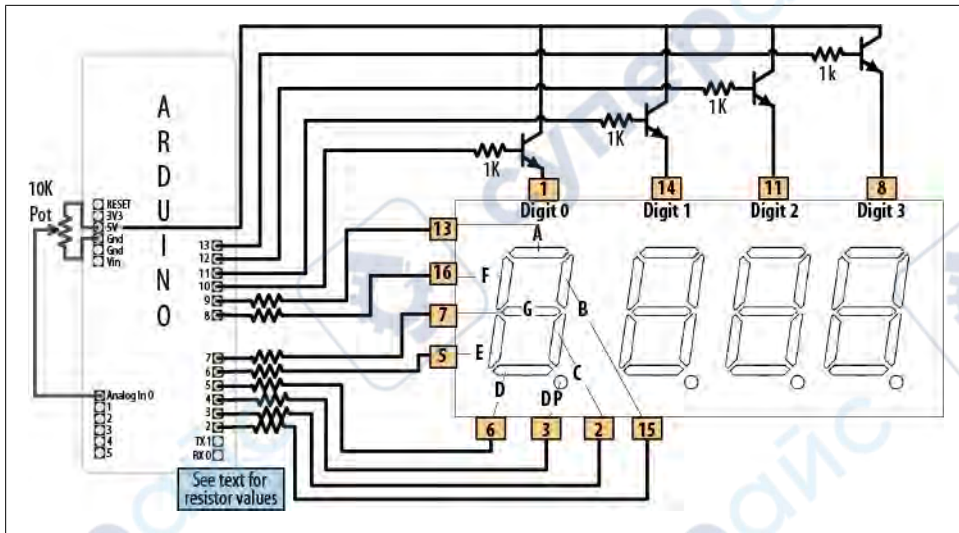 1k
1K
1K
1K
ARDUINO
10K
Pot
RESET
3V3
5V
Gnd
Gnd
Vin
13
12
11
10
9
8
7
6
5
4
3
2
TX 1
RX 0
Analog In 0
1
2
3
4
5
See text for
resistor values
1
14
11
8
Digit 0
Digit 1
Digit 2
Digit 3
13
A
16
F
7
G
B
5
E
D
DP
C
6
3
2
15
супер
айс